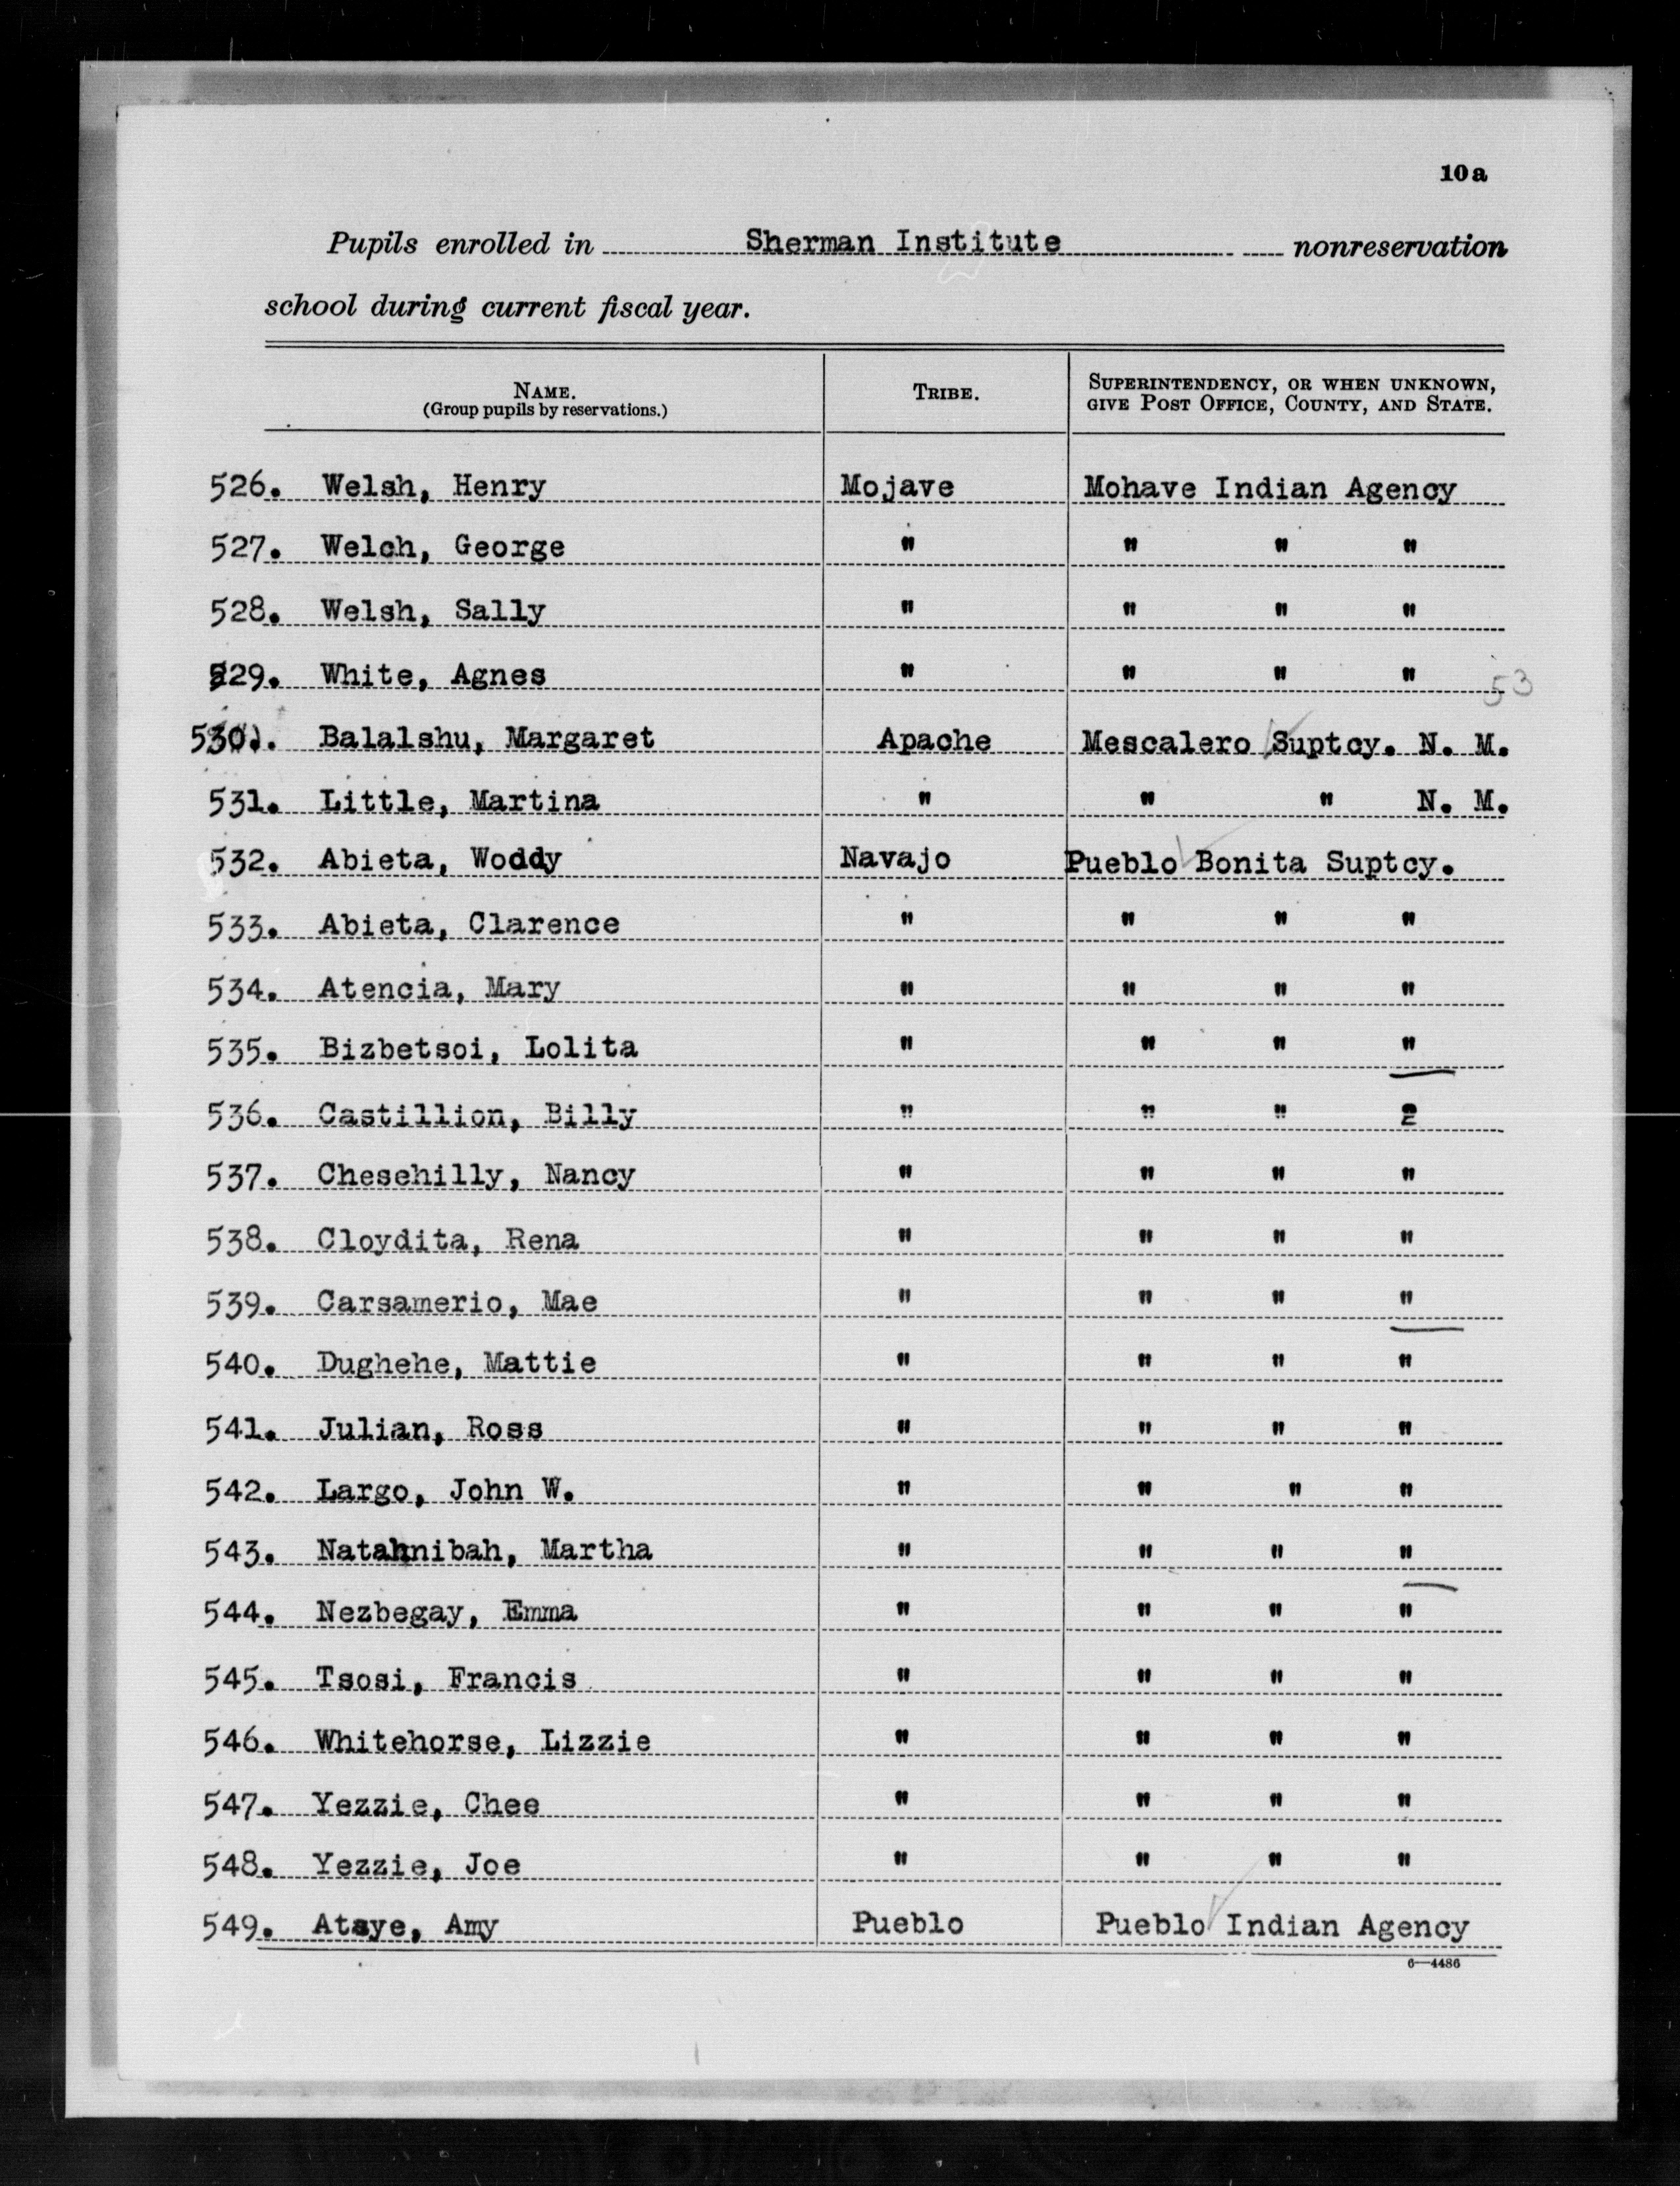 10a
Pupils enrolled in Sherman Institute nonreservation
school during current fiscal year.
NAME. TRIBE. SUPERINTENDENCY, OR WHEN UNKNOWN,
(Group pupils by reservations.) GIVE POST OFFICE, COUNTY, AND STATE.
526. Welsh, Henry Mojave Mohave Indian Agency
527. Welch, George " " " "
528. Welsh, Sally " " " "
529. White, Agnes " " " "
53
530. Balalshu, Margaret Apache Mescalero Suptcy. N. M.
531. Little, Martina " " " N. M.
532. Abieta, Woddy Navajo Pueblo Bonita Suptcy.
533. Abieta, Clarence " " " "
534. Atencia, Mary " " " "
535. Bizbetsoi, Lolita " " " "
536. Castillion, Billy " " " 2
537. Chesehilly, Nancy " " " "
538. Cloydita, Rena " " " "
539. Carsamerio, Mae " " " "
540. Dughehe, Mattie " " " "
541. Julian, Ross " " " "
542. Largo, John W. " " " "
543. Natahnibah, Martha " " " "
544. Nezbegay, Emma " " " "
545. Tsosi, Francis " " " "
546. Whitehorse, Lizzie " " " "
547. Yezzie, Chee " " " "
548. Yezzie, Joe " " " "
549. Atsye, Amy Pueblo Pueblo Indian Agency
6—4486